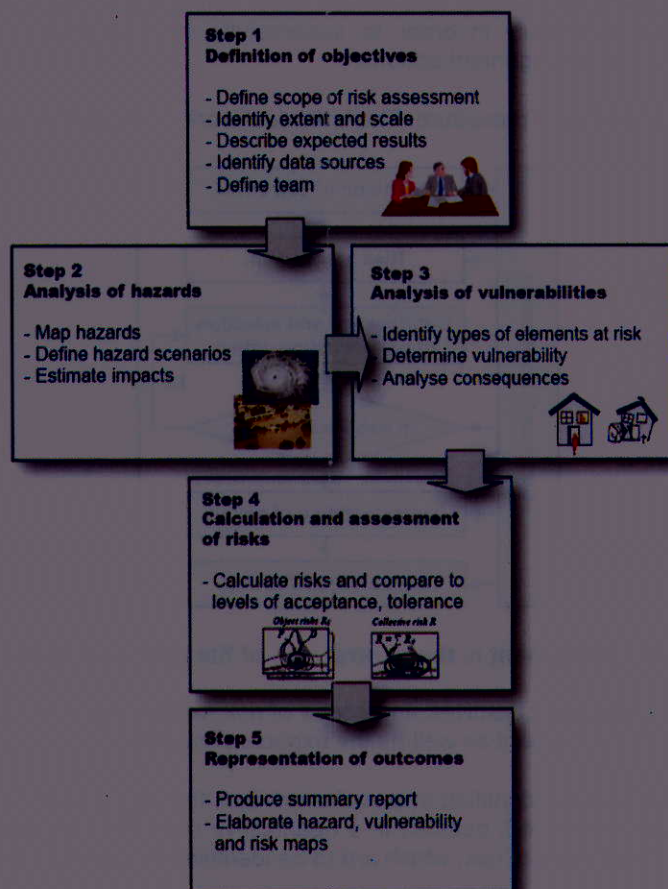 Step 1
Definition of objectives
- Define scope of risk assessment
- Identify extent and scale
- Describe expected results
- Identify data sources
- Define team
Step 2
Analysis of hazards
- Map hazards
- Define hazard scenarios
- Estimate impacts
Step 3
Analysis of vulnerabilities
- Identify types of elements at risk
- Determine vulnerability
- Analyse consequences
Step 4
Calculation and assessment
of risks
- Calculate risks and compare to
levels of acceptance, tolerance
Object risks
Collective risk R
Step 5
Representation of outcomes
- Produce summary report
- Elaborate hazard, vulnerability
and risk maps